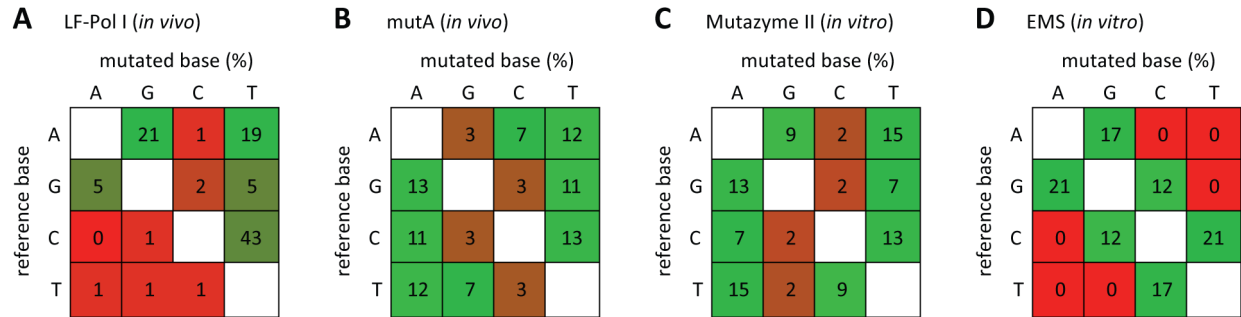 A LF-Pol I (in vivo)
mutated base (%)
A G C T
reference base
A 21 1 19
G 5 2 5
C 0 1 43
T 1 1 1
B mutA (in vivo)
mutated base (%)
A G C T
reference base
A 3 7 12
G 13 3 11
C 11 3 13
T 12 7 3
C Mutazyme II (in vitro)
mutated base (%)
A G C T
reference base
A 9 2 15
G 13 2 7
C 7 2 13
T 15 2 9
D EMS (in vitro)
mutated base (%)
A G C T
reference base
A 17 0 0
G 21 12 0
C 0 12 21
T 0 0 17